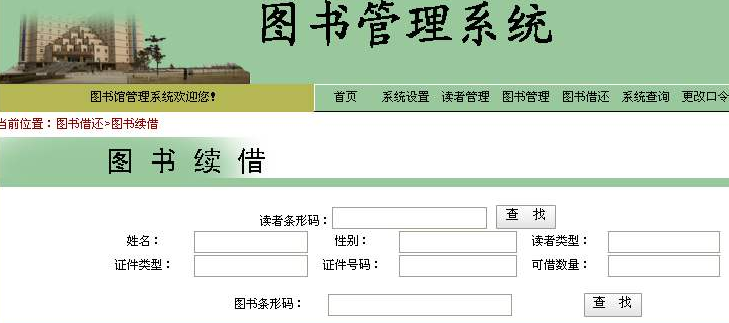 图书管理系统
图书馆管理系统欢迎您! 首页 系统设置 读者管理 图书管理 图书借还 系统查询 更改口令
当前位置：图书借还>图书续借
图 书 续 借
读者条形码： 查 找
姓名： 性别： 读者类型：
证件类型： 证件号码： 可借数量：
图书条形码： 查 找